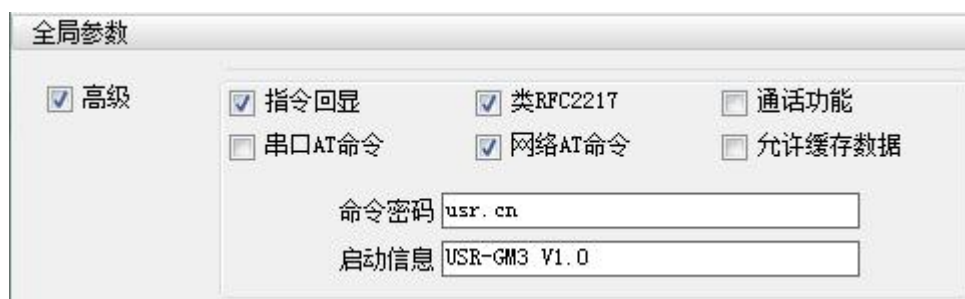 全局参数
高级 指令回显 类RFC2217 通话功能
串口AT命令 网络AT命令 允许缓存数据
命令密码 usr.cn
启动信息 USR-GM3 V1.0